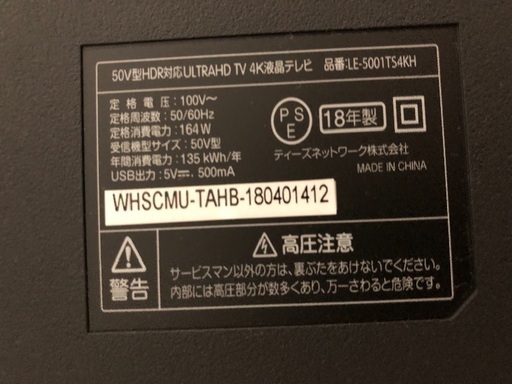 50V型HDR対応ULTRAHD TV 4K液晶テレビ 品番:LE-5001TS4KH
定格電圧:100V~
定格周波数:50/60Hz
定格消費電力:164W
受信機型サイズ:50V型
年間消費電力:135 kWh/年
USB出力:5V⎓ 500mA
PSE
18年製
ティーズネットワーク株式会社
MADE IN CHINA
WHSCMU-TAHB-180401412
警告
高圧注意
サービスマン以外の方は、裏ぶたをあけないでください。
内部には高圧部分が数多くあり、万一さわると危険です。